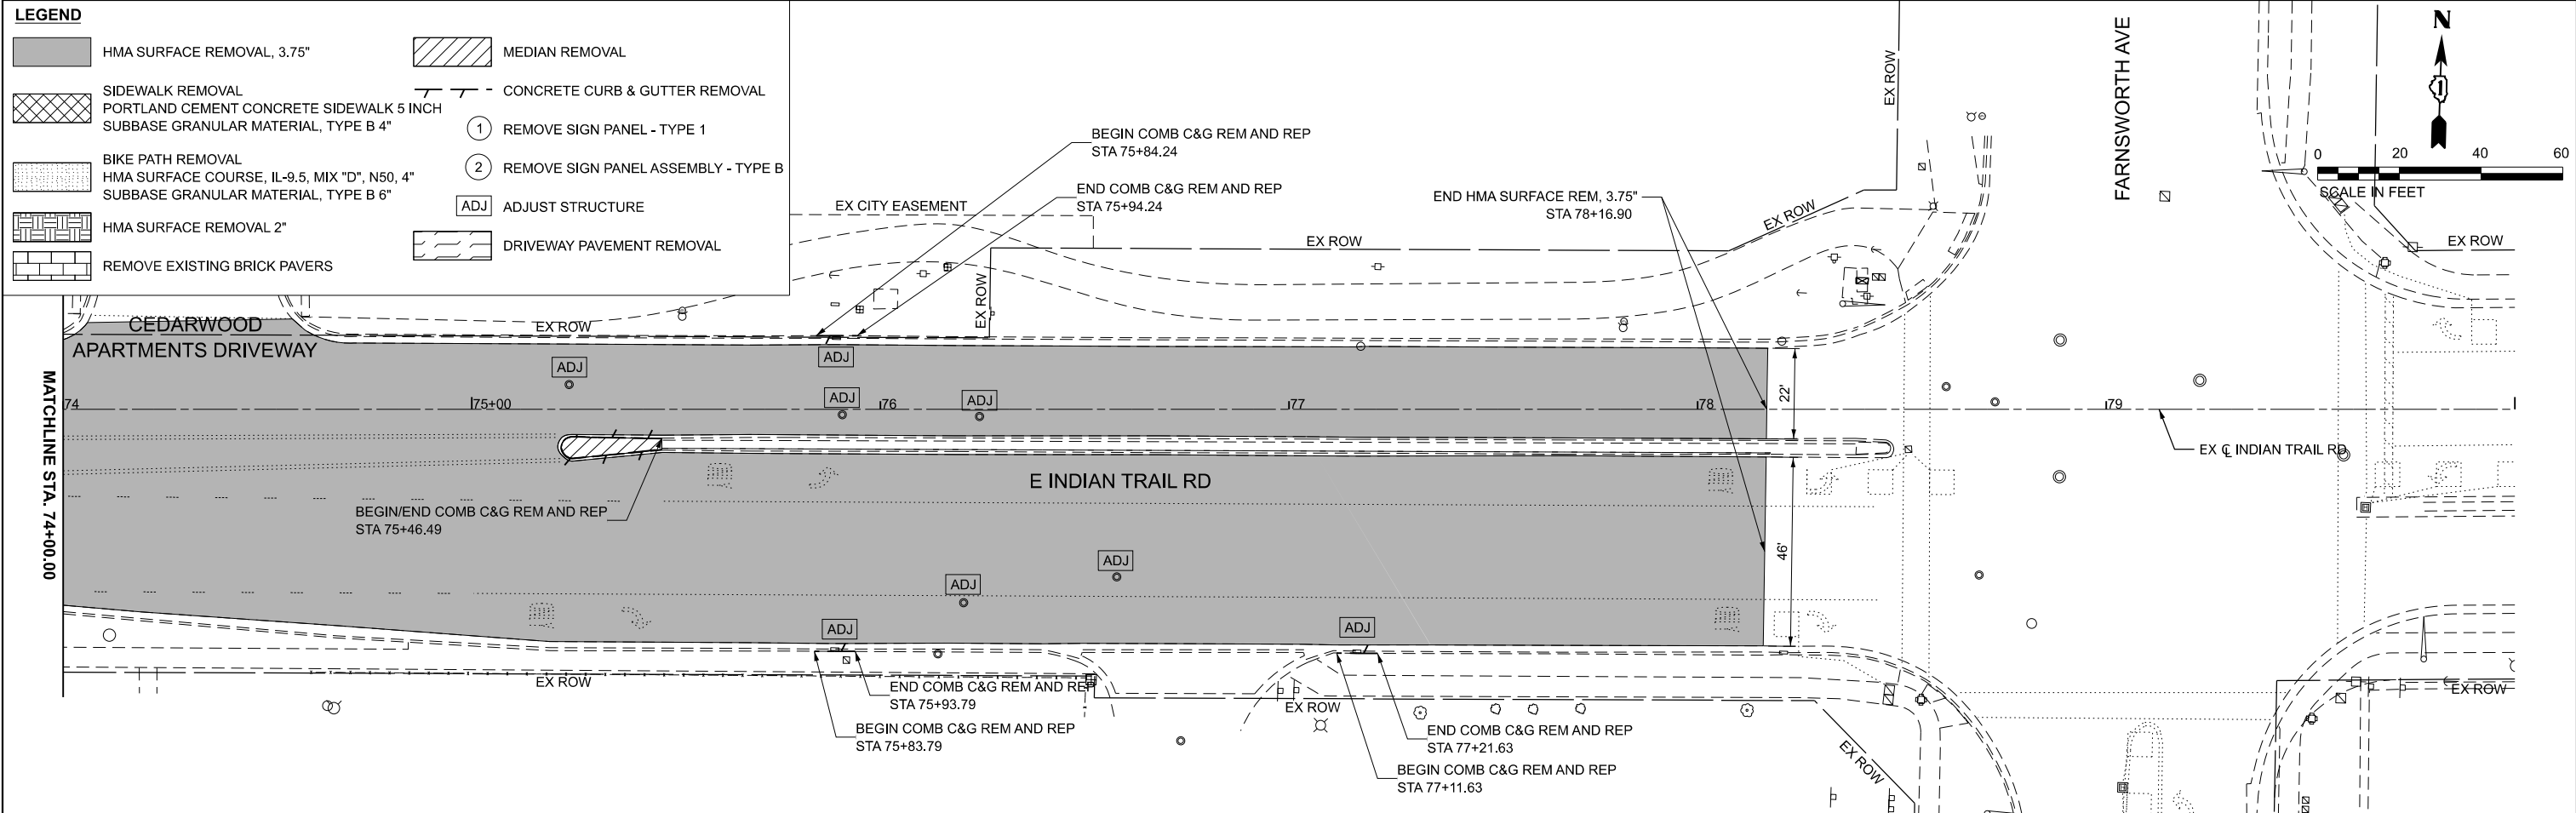 LEGEND
HMA SURFACE REMOVAL, 3.75"
SIDEWALK REMOVAL
PORTLAND CEMENT CONCRETE SIDEWALK 5 INCH
SUBBASE GRANULAR MATERIAL, TYPE B 4"
BIKE PATH REMOVAL
HMA SURFACE COURSE, IL-9.5, MIX "D", N50, 4"
SUBBASE GRANULAR MATERIAL, TYPE B 6"
HMA SURFACE REMOVAL 2"
REMOVE EXISTING BRICK PAVERS
MEDIAN REMOVAL
CONCRETE CURB & GUTTER REMOVAL
1 REMOVE SIGN PANEL - TYPE 1
2 REMOVE SIGN PANEL ASSEMBLY - TYPE B
ADJ ADJUST STRUCTURE
DRIVEWAY PAVEMENT REMOVAL
BEGIN COMB C&G REM AND REP
STA 75+84.24
END COMB C&G REM AND REP
STA 75+94.24
EX CITY EASEMENT
END HMA SURFACE REM, 3.75"
STA 78+16.90
EX ROW
EX ROW
EX ROW
EX ROW
EX ROW
FARNSWORTH AVE
N
1
0 20 40 60
SCALE IN FEET
EX ROW
CEDARWOOD
APARTMENTS DRIVEWAY
MATCHLINE STA. 74+00.00
ADJ
ADJ
ADJ
ADJ
74
75+00
76
77
78
79
22'
EX CL INDIAN TRAIL RD
E INDIAN TRAIL RD
BEGIN/END COMB C&G REM AND REP
STA 75+46.49
46'
ADJ
ADJ
ADJ
ADJ
EX ROW
END COMB C&G REM AND REP
STA 75+93.79
BEGIN COMB C&G REM AND REP
STA 75+83.79
EX ROW
END COMB C&G REM AND REP
STA 77+21.63
BEGIN COMB C&G REM AND REP
STA 77+11.63
EX ROW
EX ROW